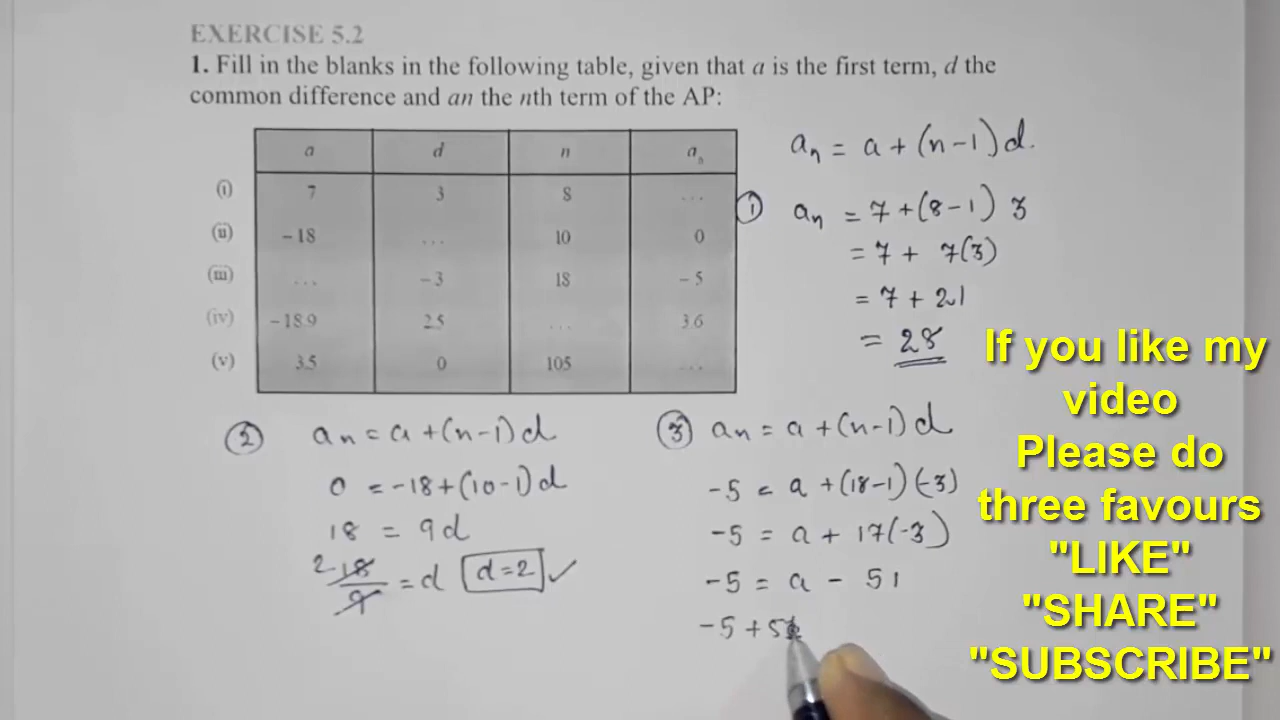 EXERCISE 5.2
1. Fill in the blanks in the following table, given that a is the first term, d the
common difference and an the nth term of the AP:
a d n aₙ
(i) 7 3 8 ...
(ii) −18 ... 10 0
(iii) ... −3 18 −5
(iv) −18.9 2.5 ... 3.6
(v) 3.5 0 105 ...
aₙ = a + (n−1)d.
① aₙ = 7 + (8−1) 3
= 7 + 7(3)
= 7 + 21
= 28
② aₙ = a + (n−1)d
0 = −18 + (10−1)d
18 = 9d
2 18/9 = d d=2 ✓
③ aₙ = a + (n−1)d
−5 = a + (18−1)(−3)
−5 = a + 17(−3)
−5 = a − 51
−5 + 51
If you like my
video
Please do
three favours
"LIKE"
"SHARE"
"SUBSCRIBE"